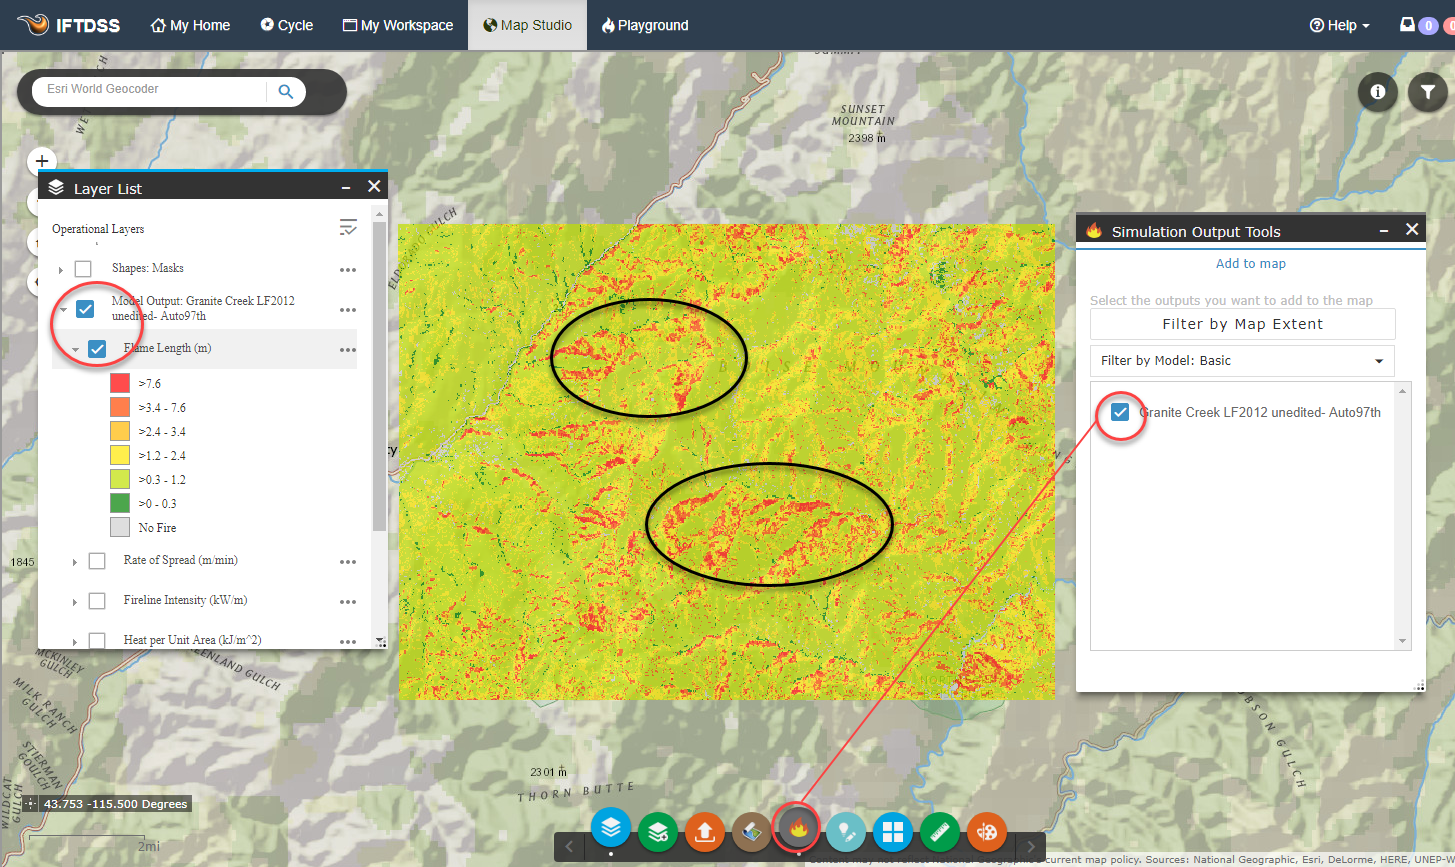 IFTDSS
My Home
Cycle
My Workspace
Map Studio
Playground
Help
0
Esri World Geocoder
SUNSET
MOUNTAIN
2398 m
Layer List
Operational Layers
Shapes: Masks
Model Output: Granite Creek LF2012
unedited- Auto97th
Flame Length (m)
>7.6
>3.4 - 7.6
>2.4 - 3.4
>1.2 - 2.4
>0.3 - 1.2
>0 - 0.3
No Fire
Rate of Spread (m/min)
Fireline Intensity (kW/m)
Heat per Unit Area (kJ/m^2)
Simulation Output Tools
Add to map
Select the outputs you want to add to the map
Filter by Map Extent
Filter by Model: Basic
Granite Creek LF2012 unedited- Auto97th
1845
MCKINLEY
GULCH
GREENLAND GULCH
MILK RANCH
GULCH
STIERMAN
GULCH
WILDCAT
GULCH
2301 m
THORN BUTTE
43.753 -115.500 Degrees
2mi
Content may not reflect National Geographic's current map policy. Sources: National Geographic, Esri, DeLorme, HERE, UNEP-W